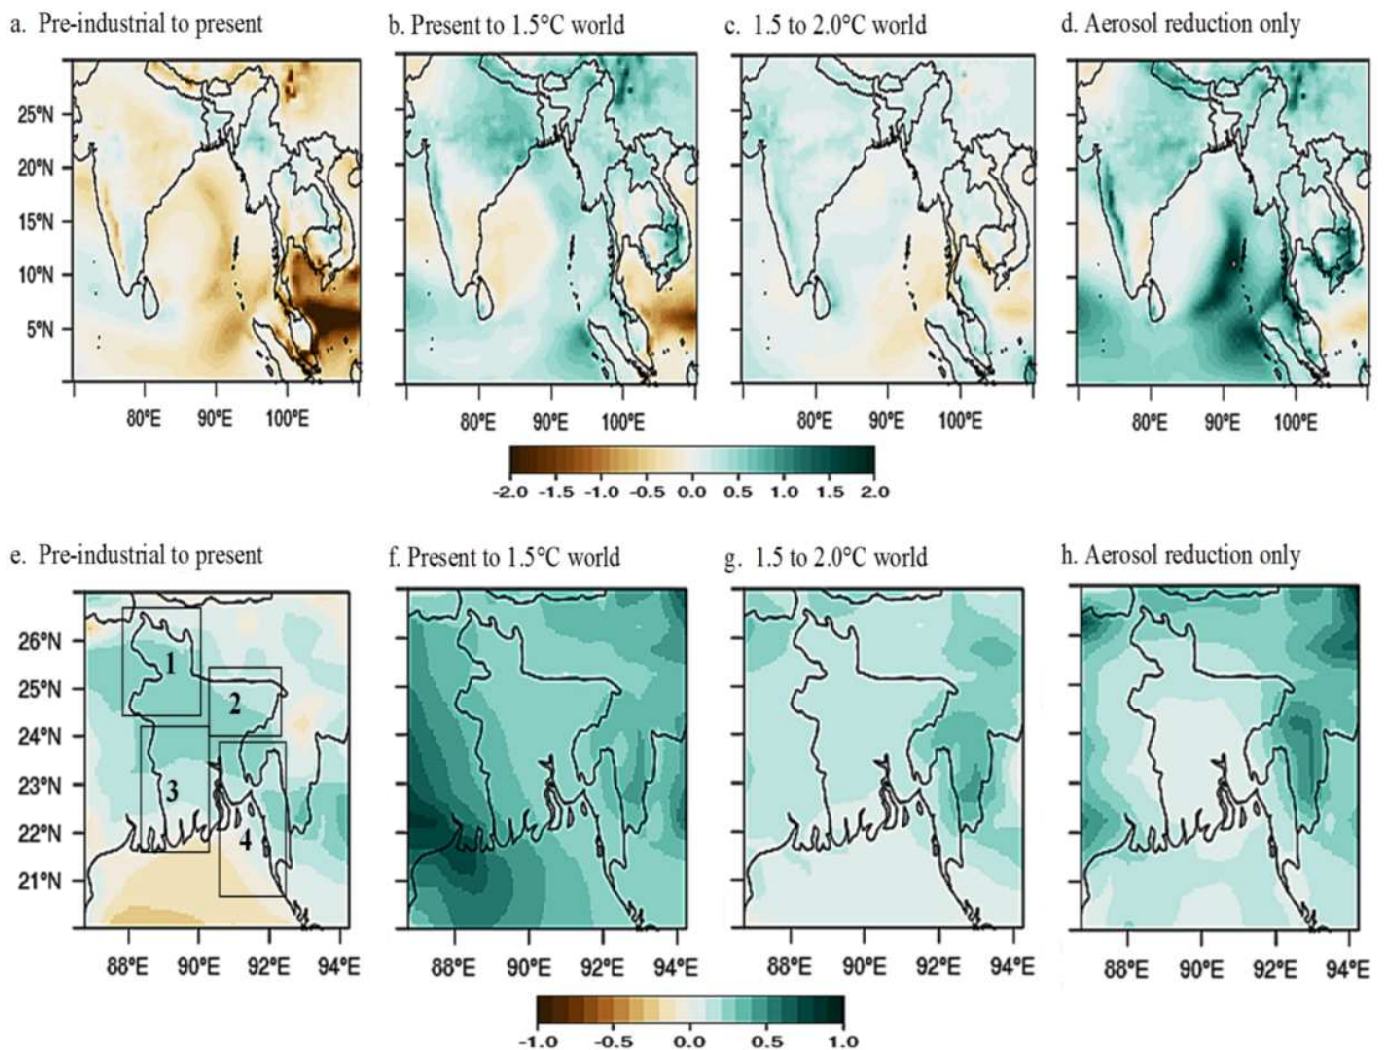 a. Pre-industrial to present
b. Present to 1.5°C world
c. 1.5 to 2.0°C world
d. Aerosol reduction only
25°N
20°N
15°N
10°N
5°N
80°E 90°E 100°E
80°E 90°E 100°E
80°E 90°E 100°E
80°E 90°E 100°E
-2.0 -1.5 -1.0 -0.5 0.0 0.5 1.0 1.5 2.0
e. Pre-industrial to present
f. Present to 1.5°C world
g. 1.5 to 2.0°C world
h. Aerosol reduction only
26°N
25°N
24°N
23°N
22°N
21°N
1
2
3
4
88°E 90°E 92°E 94°E
88°E 90°E 92°E 94°E
88°E 90°E 92°E 94°E
88°E 90°E 92°E 94°E
-1.0 -0.5 0.0 0.5 1.0